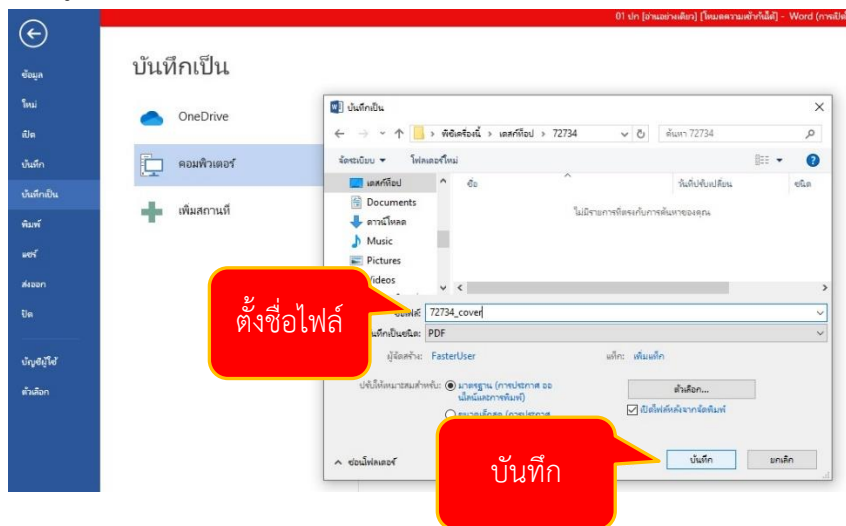 01 ปก [อ่านอย่างเดียว] [โหมดความเข้ากันได้] - Word (การเปิด
ข้อมูล
ใหม่
เปิด
บันทึก
บันทึกเป็น
พิมพ์
แชร์
ส่งออก
ปิด
บัญชีผู้ใช้
ตัวเลือก
บันทึกเป็น
OneDrive
คอมพิวเตอร์
เพิ่มสถานที่
บันทึกเป็น
พีซีเครื่องนี้ › เดสก์ท็อป › 72734
ค้นหา 72734
จัดระเบียบ
โฟลเดอร์ใหม่
ชื่อ
วันที่ปรับเปลี่ยน
ชนิด
ไม่มีรายการที่ตรงกับการค้นหาของคุณ
เดสก์ท็อป
Documents
ดาวน์โหลด
Music
Pictures
Videos
ตั้งชื่อไฟล์
72734_cover
PDF
ผู้จัดสร้าง: FasterUser
แท็ก: เพิ่มแท็ก
ปรับให้เหมาะสมสำหรับ:
มาตรฐาน (การประกาศ ออ
นไลน์และการพิมพ์)
ตัวเลือก...
เปิดไฟล์หลังจากจัดพิมพ์
ซ่อนโฟลเดอร์
บันทึก
บันทึก
ยกเลิก